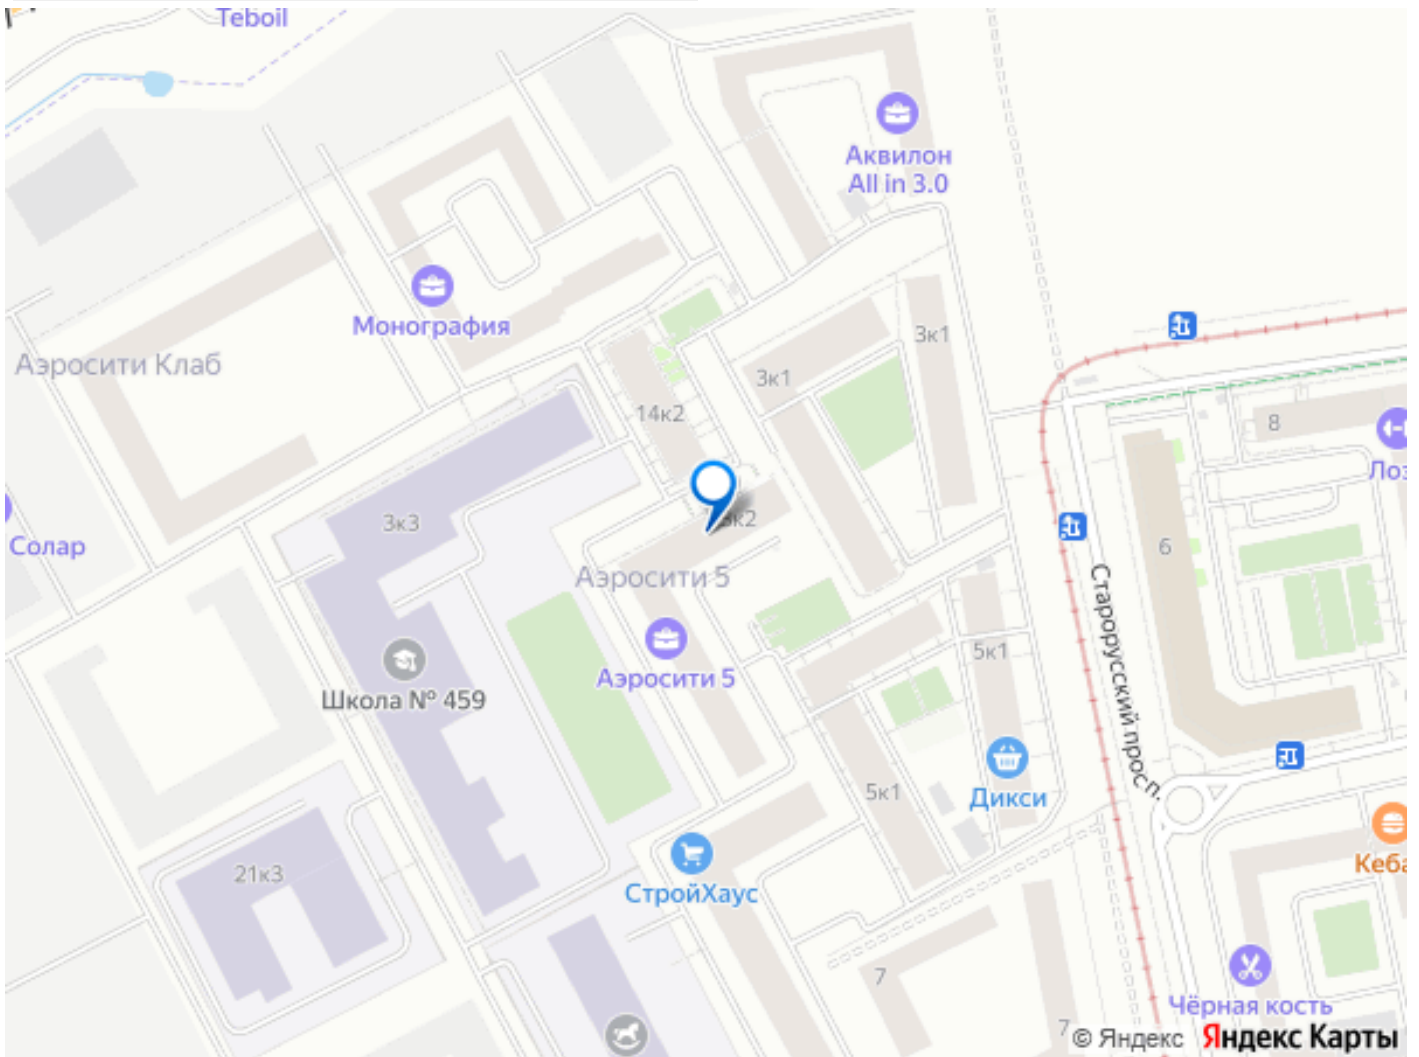 Teboil
Аквилон
All in 3.0
Монография
Аэросити Клаб
3к1
3к1
14к2
8
Лоз
3к3
3к2
6
Солар
Аэросити 5
Старорусский просп.
Аэросити 5
5к1
Школа № 459
Дикси
5к1
21к3
СтройХаус
Кеба
7
Чёрная кость
7
© Яндекс Яндекс Карты